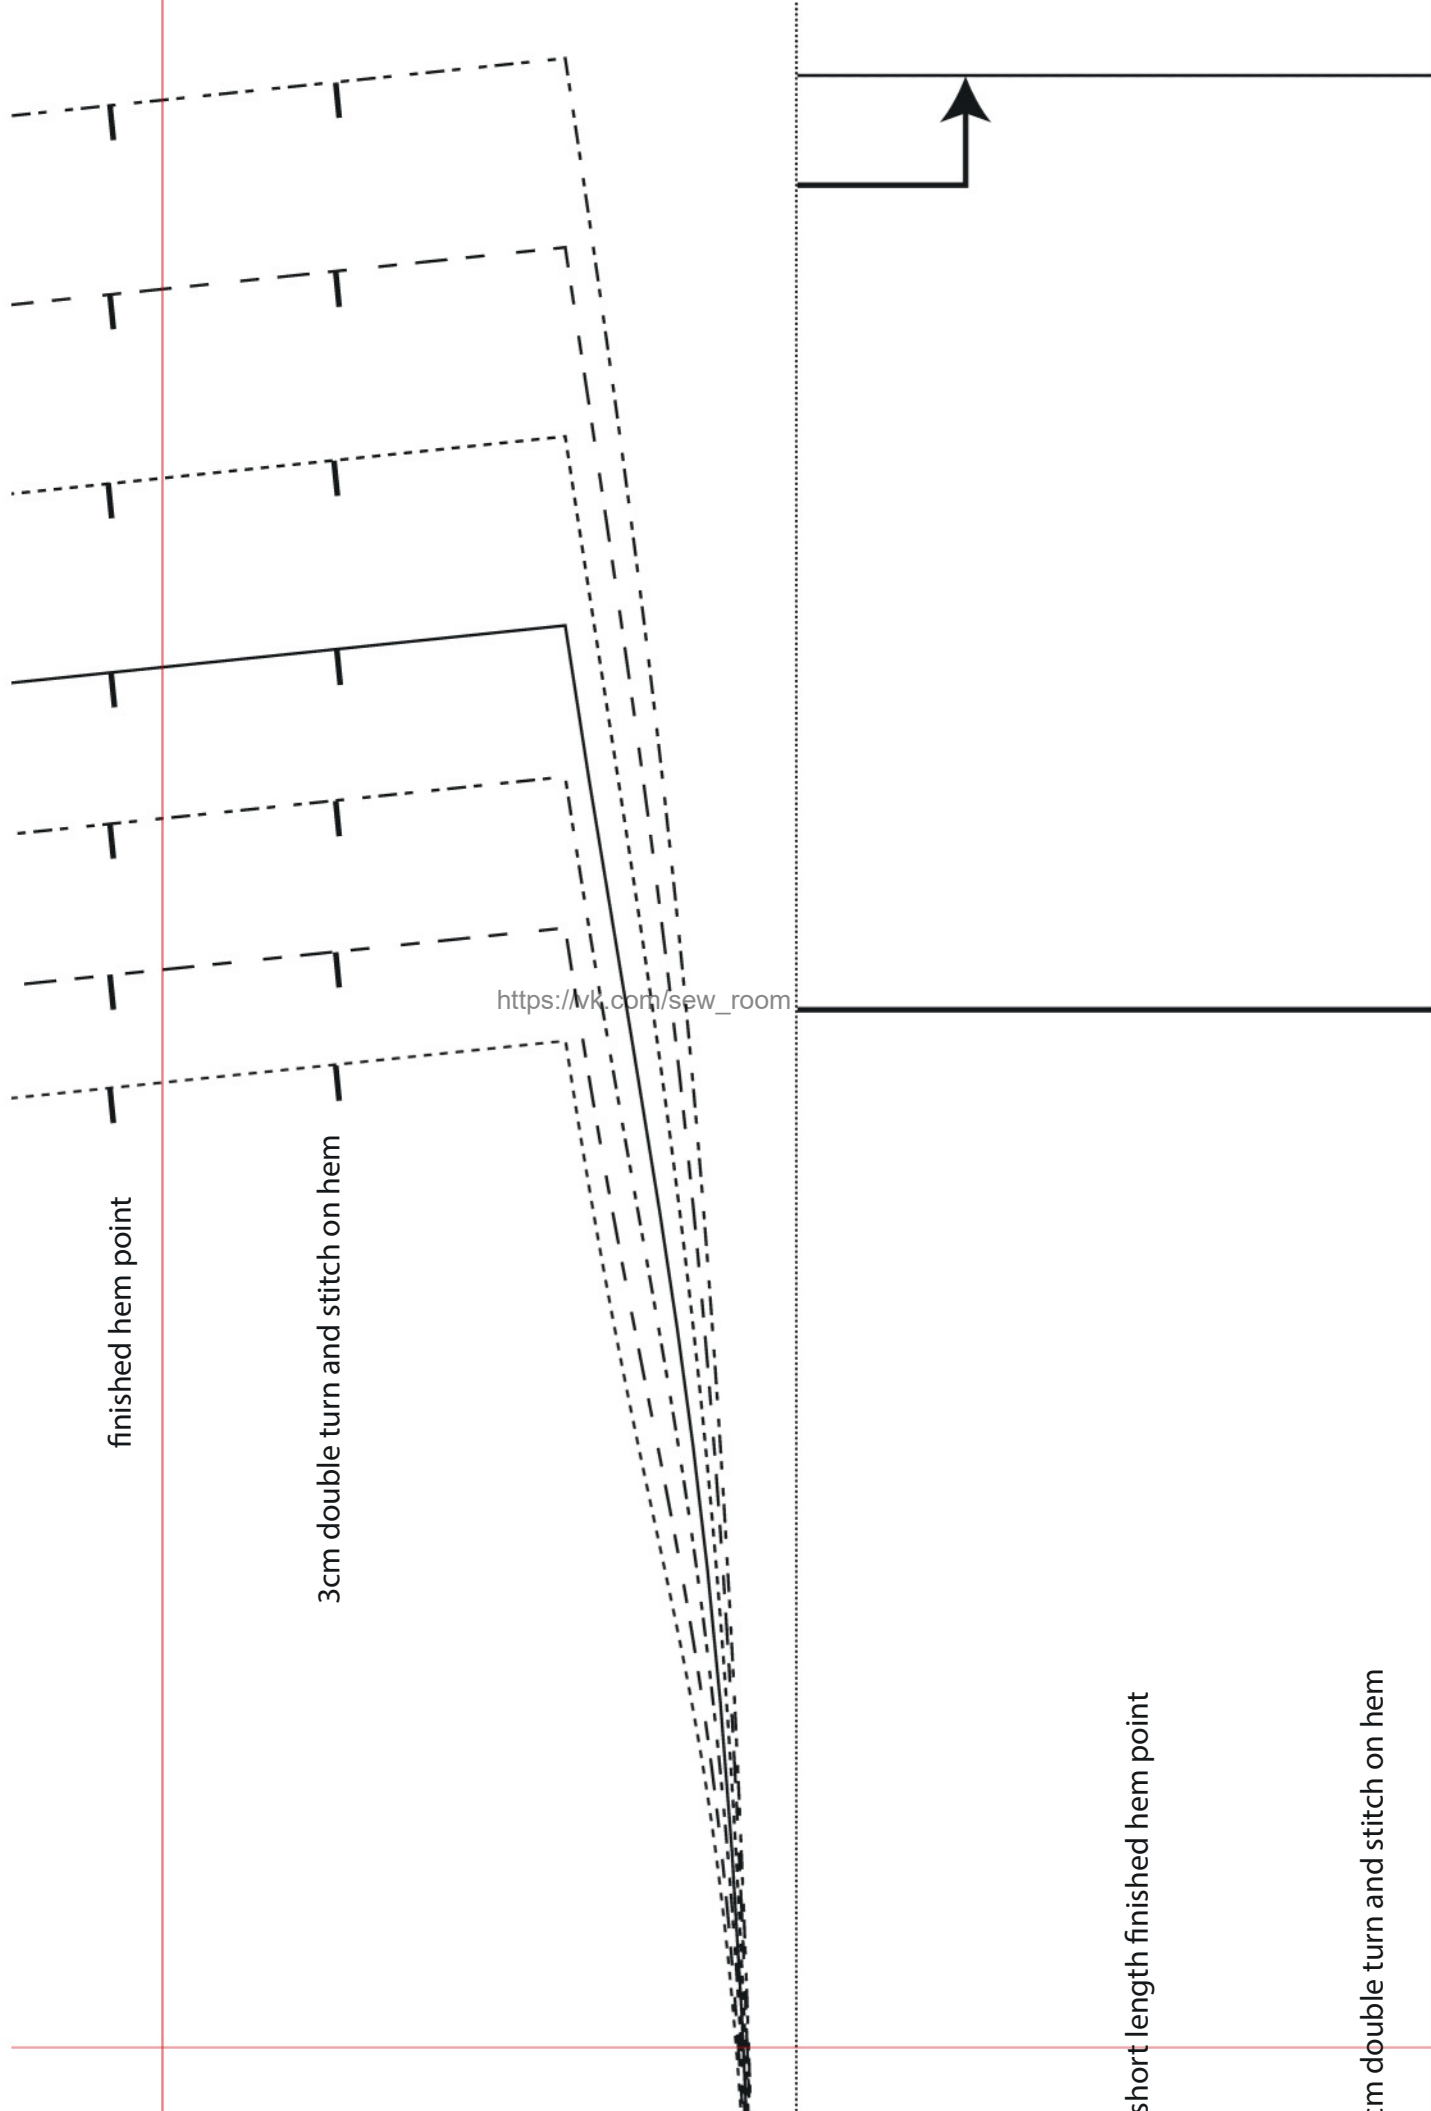 https://vk.com/sew_room
finished hem point
3cm double turn and stitch on hem
short length finished hem point
cm double turn and stitch on hem